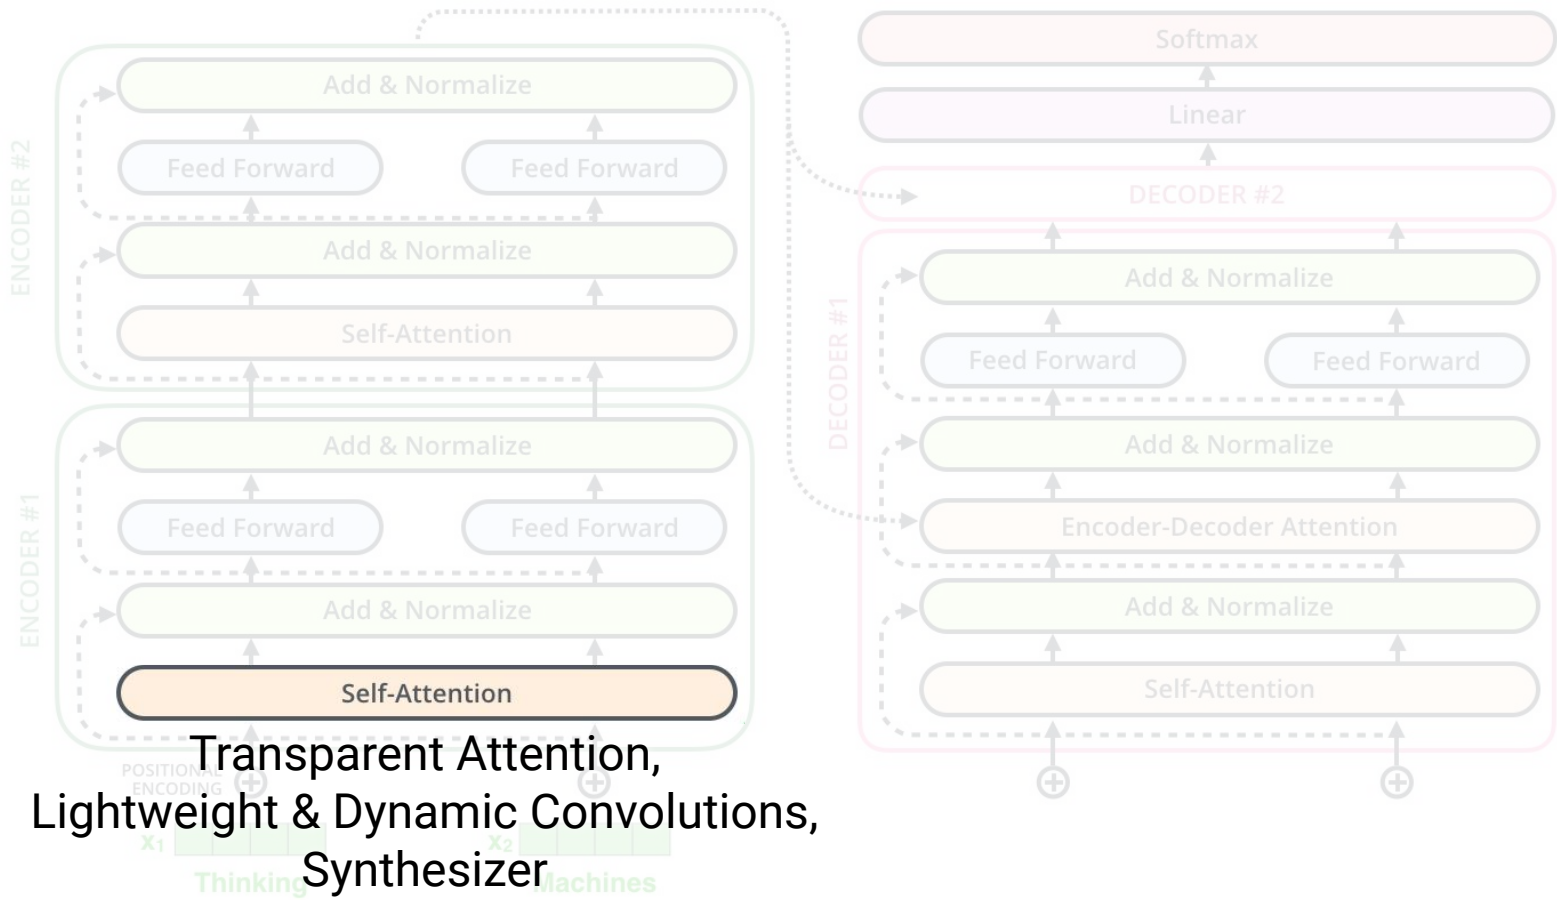 ENCODER #2
Add & Normalize
Feed Forward Feed Forward
Add & Normalize
Self-Attention
ENCODER #1
Add & Normalize
Feed Forward Feed Forward
Add & Normalize
Self-Attention
Transparent Attention,
POSITIONAL
ENCODING
Lightweight & Dynamic Convolutions,
x1 x2
Synthesizer
Thinking Machines
Softmax
Linear
DECODER #2
DECODER #1
Add & Normalize
Feed Forward Feed Forward
Add & Normalize
Encoder-Decoder Attention
Add & Normalize
Self-Attention